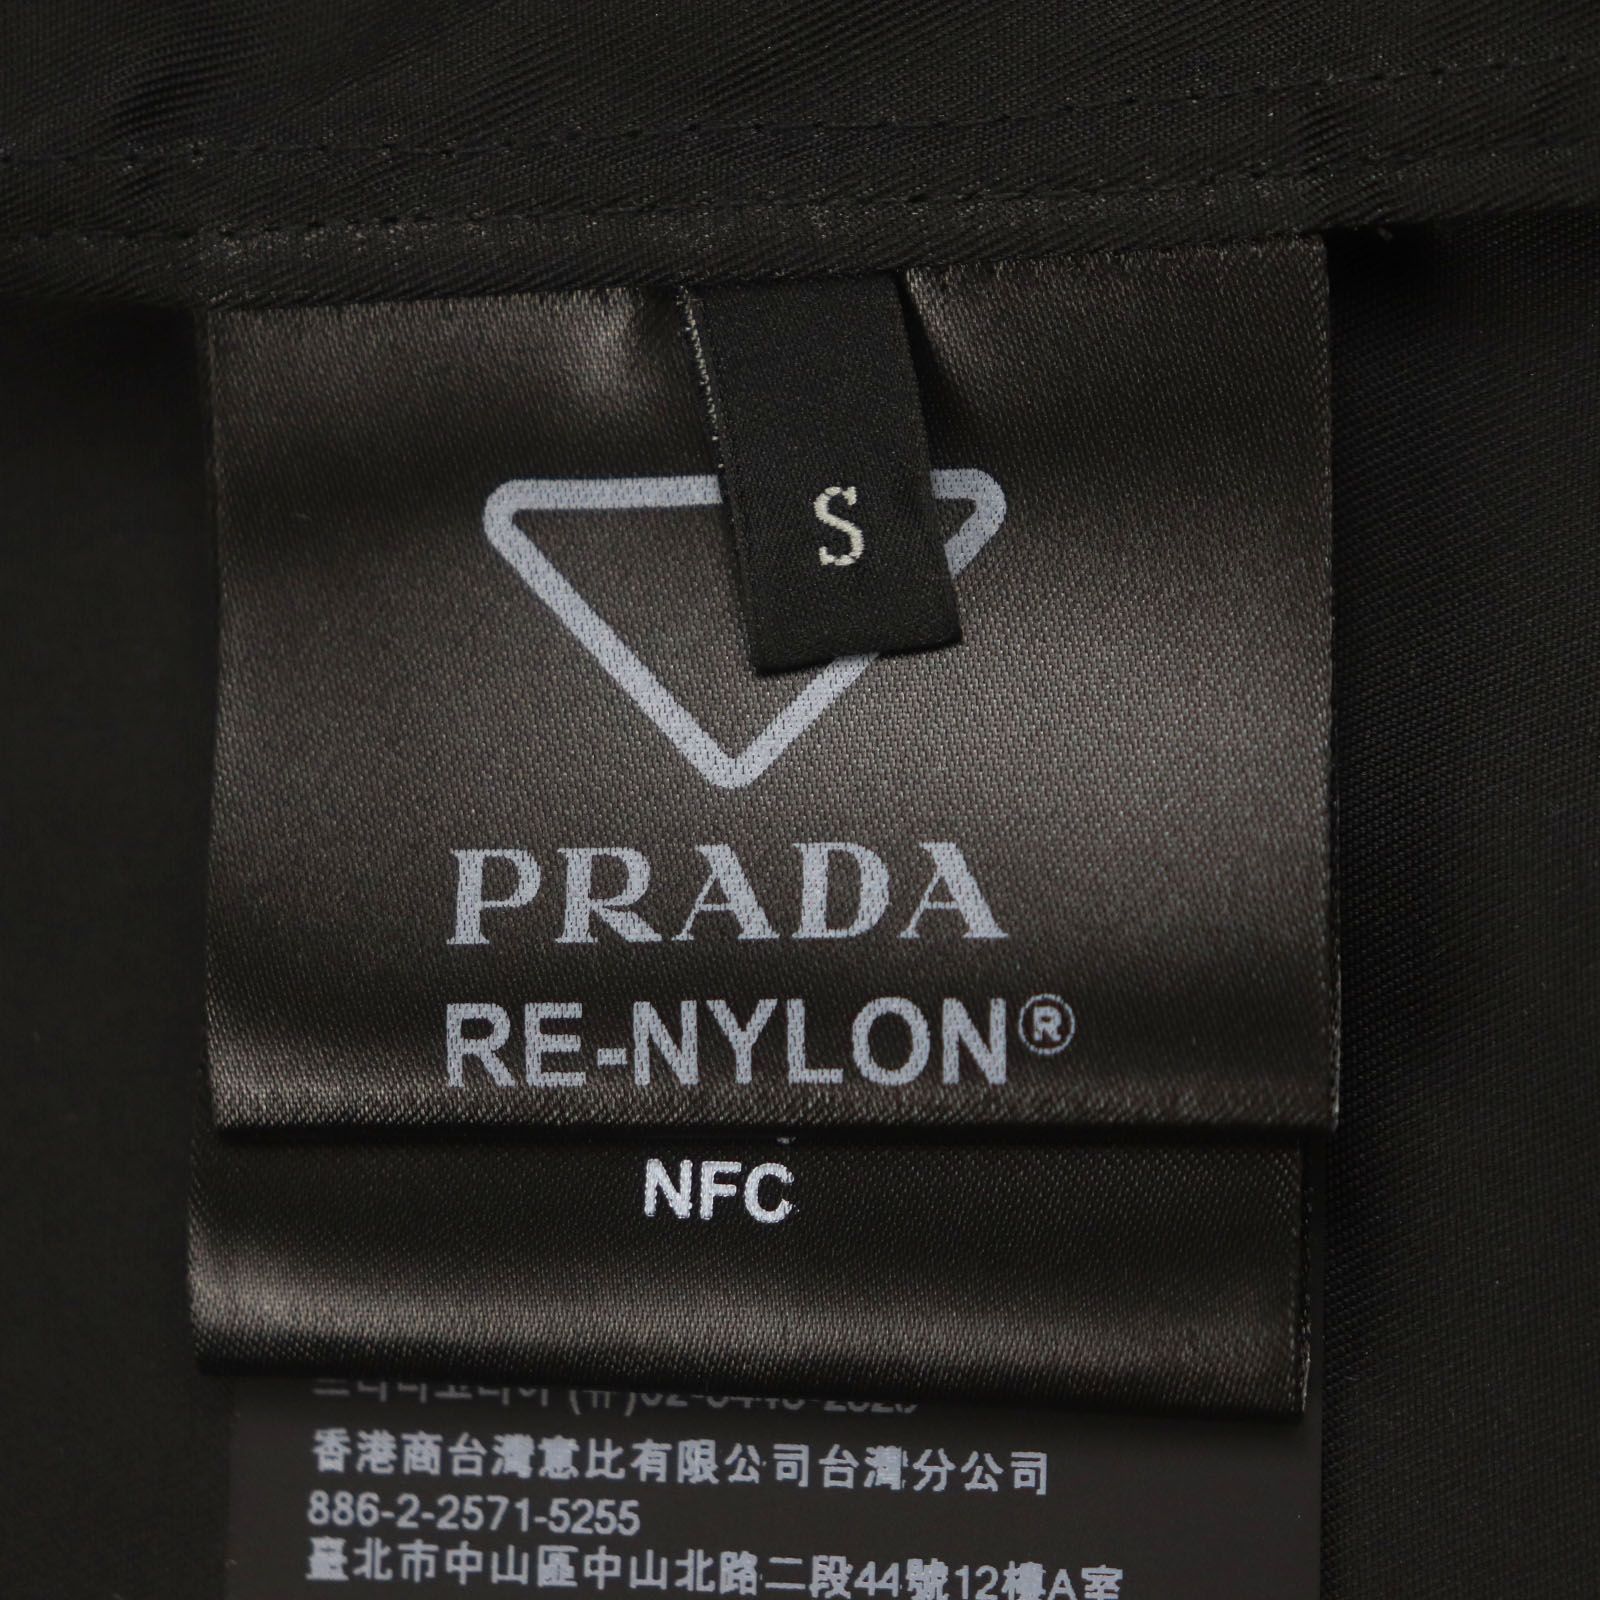 S
PRADA
RE-NYLON®
NFC
香港商台灣意比有限公司台灣分公司
886-2-2571-5255
臺北市中山區中山北路二段44號12樓A室